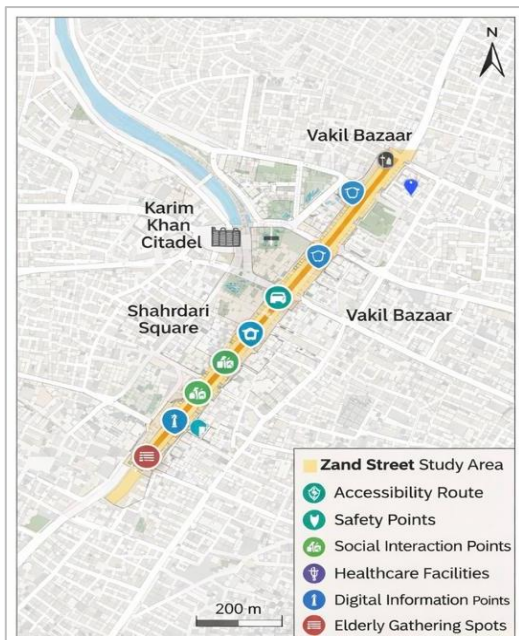 N
Vakil Bazaar
Karim
Khan
Citadel
Shahrdari
Square
Vakil Bazaar
Zand Street Study Area
Accessibility Route
Safety Points
Social Interaction Points
Healthcare Facilities
Digital Information Points
Elderly Gathering Spots
200 m